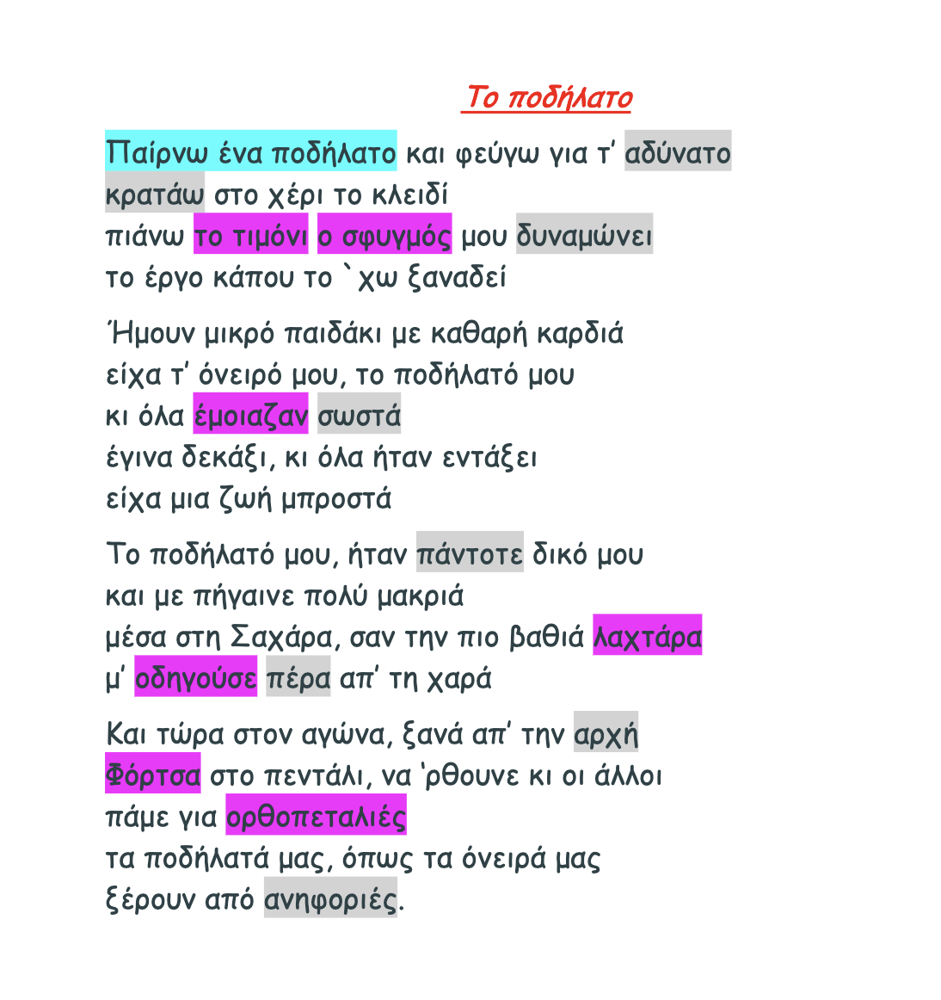 Το ποδήλατο
Παίρνω ένα ποδήλατο και φεύγω για τ’ αδύνατο
κρατάω στο χέρι το κλειδί
πιάνω το τιμόνι ο σφυγμός μου δυναμώνει
το έργο κάπου το `χω ξαναδεί
Ήμουν μικρό παιδάκι με καθαρή καρδιά
είχα τ’ όνειρό μου, το ποδήλατό μου
κι όλα έμοιαζαν σωστά
έγινα δεκάξι, κι όλα ήταν εντάξει
είχα μια ζωή μπροστά
Το ποδήλατό μου, ήταν πάντοτε δικό μου
και με πήγαινε πολύ μακριά
μέσα στη Σαχάρα, σαν την πιο βαθιά λαχτάρα
μ’ οδηγούσε πέρα απ’ τη χαρά
Και τώρα στον αγώνα, ξανά απ’ την αρχή
Φόρτσα στο πεντάλι, να ‘ρθουνε κι οι άλλοι
πάμε για ορθοπεταλιές
τα ποδήλατά μας, όπως τα όνειρά μας
ξέρουν από ανηφοριές.